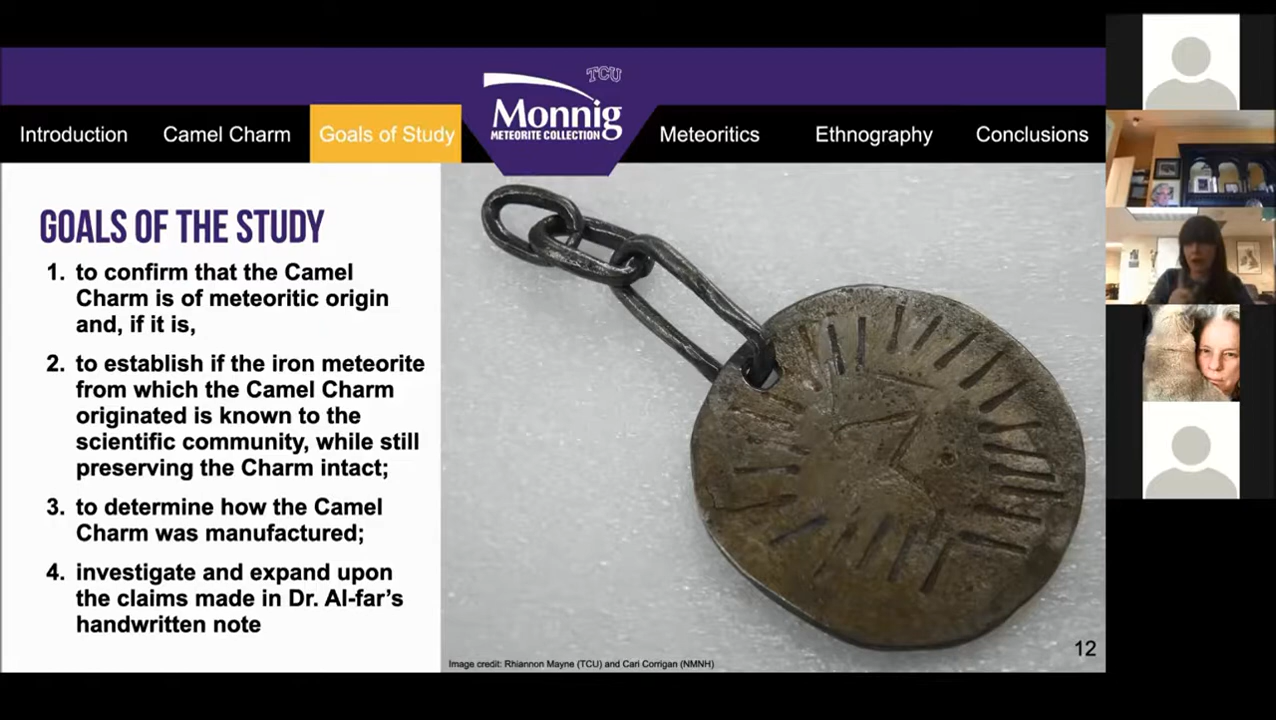 TCU
Monnig
METEORITE COLLECTION
Introduction
Camel Charm
Goals of Study
Meteoritics
Ethnography
Conclusions
GOALS OF THE STUDY
1. to confirm that the Camel
Charm is of meteoritic origin
and, if it is,
2. to establish if the iron meteorite
from which the Camel Charm
originated is known to the
scientific community, while still
preserving the Charm intact;
3. to determine how the Camel
Charm was manufactured;
4. investigate and expand upon
the claims made in Dr. Al-far's
handwritten note
Image credit: Rhiannon Mayne (TCU) and Cari Corrigan (NMNH)
12